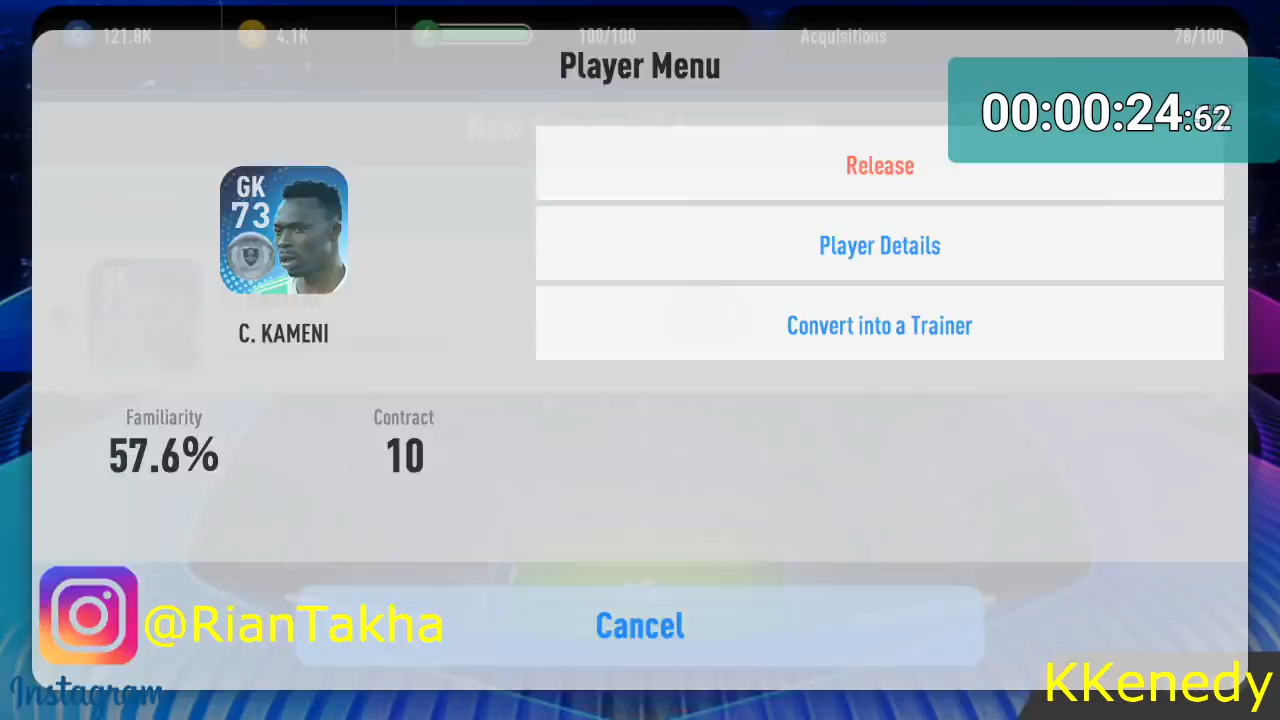 121.8K 4.1K 100/100 Acquisitions 78/100
Player Menu
00:00:24:62
Release
GK
73
Player Details
Convert into a Trainer
C. KAMENI
Familiarity Contract
57.6% 10
@RianTakha
Cancel
Instagram
KKenedy